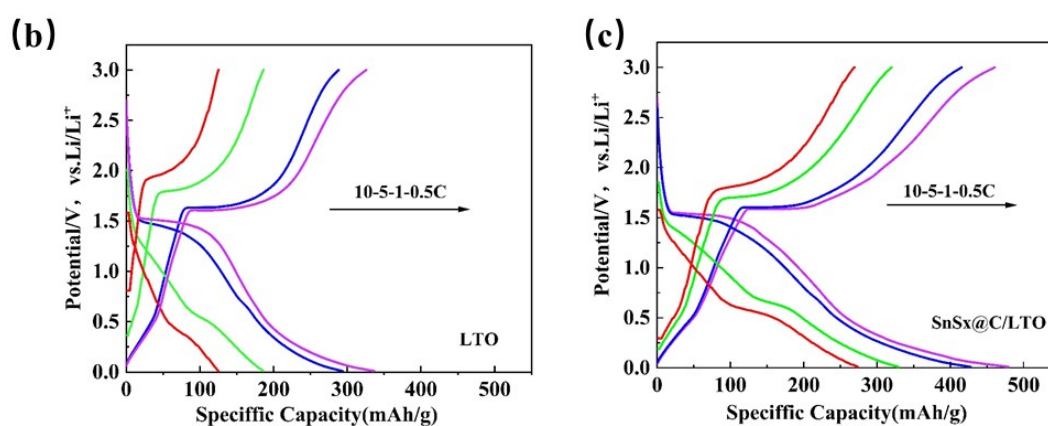 (b)
3.0
2.5
2.0
1.5
1.0
0.5
0.0
Potential/V, vs.Li/Li⁺
10-5-1-0.5C
LTO
0 100 200 300 400 500
Speciffic Capacity(mAh/g)
(c)
3.0
2.5
2.0
1.5
1.0
0.5
0.0
Potential/V, vs.Li/Li⁺
10-5-1-0.5C
SnSx@C/LTO
0 100 200 300 400 500
Speciffic Capacity(mAh/g)